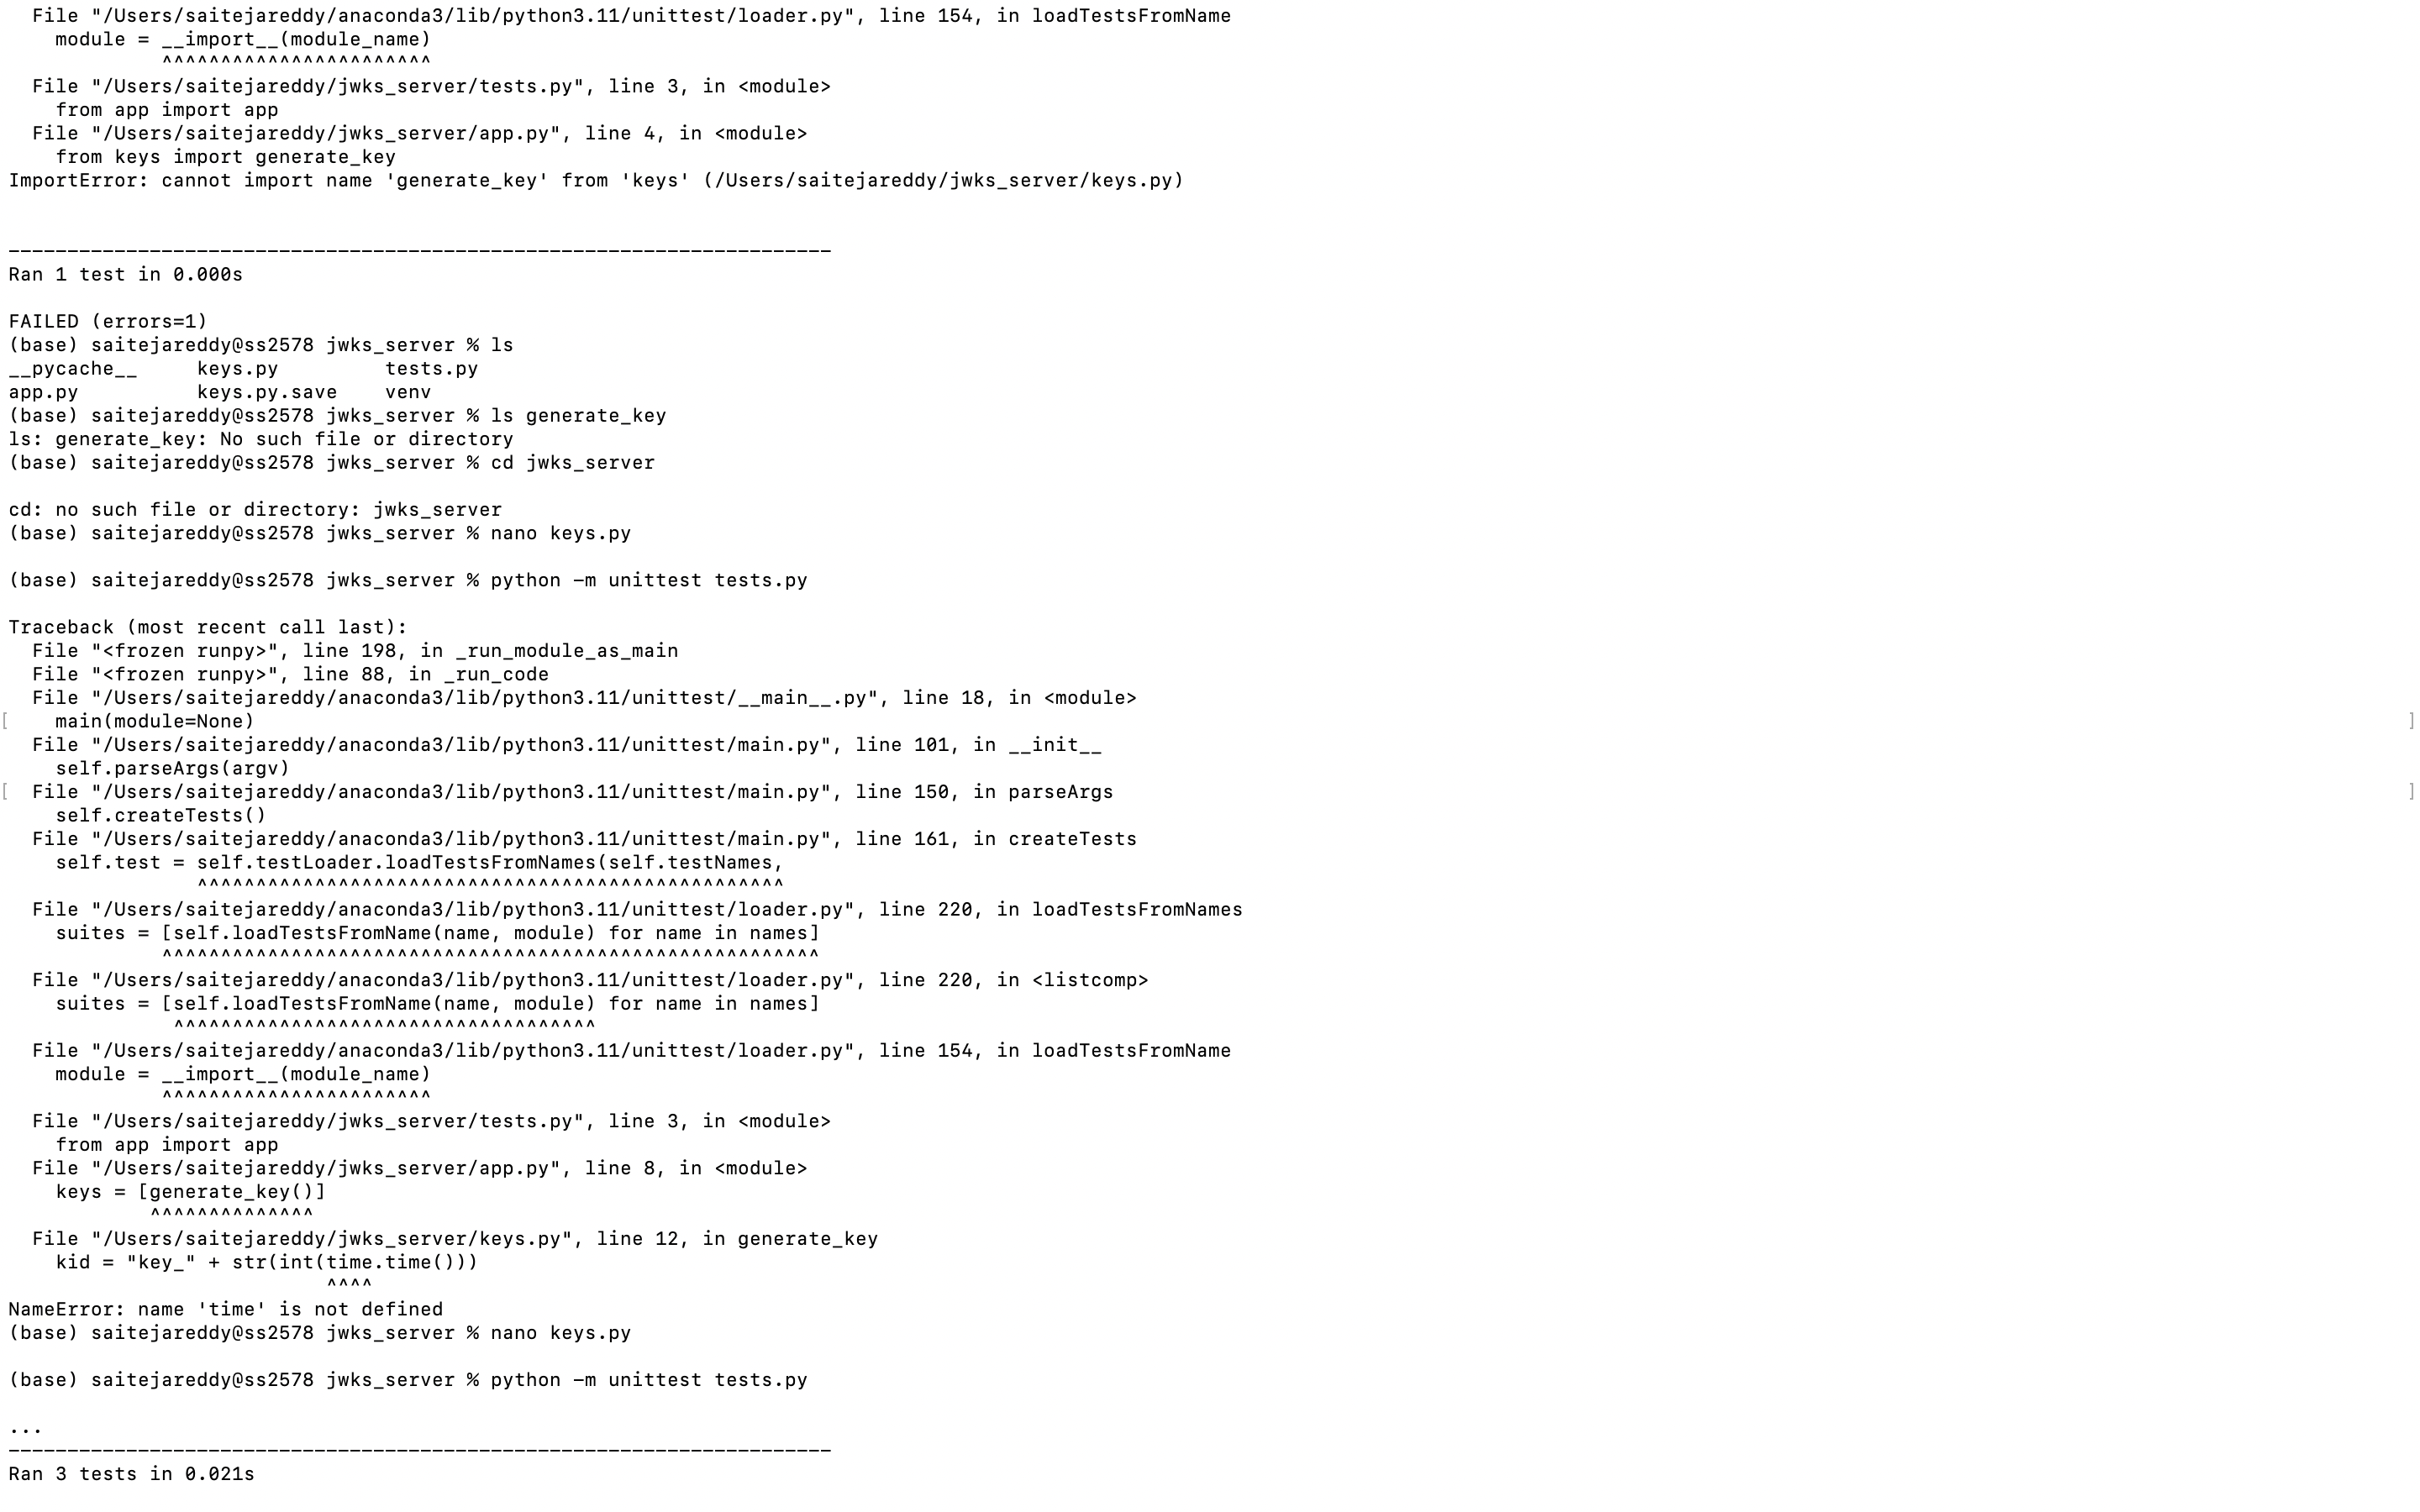 File "/Users/saitejareddy/anaconda3/lib/python3.11/unittest/loader.py", line 154, in loadTestsFromName
    module = __import__(module_name)
             ^^^^^^^^^^^^^^^^^^^^^^^
  File "/Users/saitejareddy/jwks_server/tests.py", line 3, in <module>
    from app import app
  File "/Users/saitejareddy/jwks_server/app.py", line 4, in <module>
    from keys import generate_key
ImportError: cannot import name 'generate_key' from 'keys' (/Users/saitejareddy/jwks_server/keys.py)
----------------------------------------------------------------------
Ran 1 test in 0.000s
FAILED (errors=1)
(base) saitejareddy@ss2578 jwks_server % ls
__pycache__     keys.py         tests.py
app.py          keys.py.save    venv
(base) saitejareddy@ss2578 jwks_server % ls generate_key
ls: generate_key: No such file or directory
(base) saitejareddy@ss2578 jwks_server % cd jwks_server
cd: no such file or directory: jwks_server
(base) saitejareddy@ss2578 jwks_server % nano keys.py
(base) saitejareddy@ss2578 jwks_server % python -m unittest tests.py
Traceback (most recent call last):
  File "<frozen runpy>", line 198, in _run_module_as_main
  File "<frozen runpy>", line 88, in _run_code
  File "/Users/saitejareddy/anaconda3/lib/python3.11/unittest/__main__.py", line 18, in <module>
[    main(module=None) ]
  File "/Users/saitejareddy/anaconda3/lib/python3.11/unittest/main.py", line 101, in __init__
    self.parseArgs(argv)
[  File "/Users/saitejareddy/anaconda3/lib/python3.11/unittest/main.py", line 150, in parseArgs ]
    self.createTests()
  File "/Users/saitejareddy/anaconda3/lib/python3.11/unittest/main.py", line 161, in createTests
    self.test = self.testLoader.loadTestsFromNames(self.testNames,
                ^^^^^^^^^^^^^^^^^^^^^^^^^^^^^^^^^^^^^^^^^^^^^^^^^^
  File "/Users/saitejareddy/anaconda3/lib/python3.11/unittest/loader.py", line 220, in loadTestsFromNames
    suites = [self.loadTestsFromName(name, module) for name in names]
             ^^^^^^^^^^^^^^^^^^^^^^^^^^^^^^^^^^^^^^^^^^^^^^^^^^^^^^^^
  File "/Users/saitejareddy/anaconda3/lib/python3.11/unittest/loader.py", line 220, in <listcomp>
    suites = [self.loadTestsFromName(name, module) for name in names]
              ^^^^^^^^^^^^^^^^^^^^^^^^^^^^^^^^^^^^
  File "/Users/saitejareddy/anaconda3/lib/python3.11/unittest/loader.py", line 154, in loadTestsFromName
    module = __import__(module_name)
             ^^^^^^^^^^^^^^^^^^^^^^^
  File "/Users/saitejareddy/jwks_server/tests.py", line 3, in <module>
    from app import app
  File "/Users/saitejareddy/jwks_server/app.py", line 8, in <module>
    keys = [generate_key()]
            ^^^^^^^^^^^^^^
  File "/Users/saitejareddy/jwks_server/keys.py", line 12, in generate_key
    kid = "key_" + str(int(time.time()))
                           ^^^^
NameError: name 'time' is not defined
(base) saitejareddy@ss2578 jwks_server % nano keys.py
(base) saitejareddy@ss2578 jwks_server % python -m unittest tests.py
...
----------------------------------------------------------------------
Ran 3 tests in 0.021s